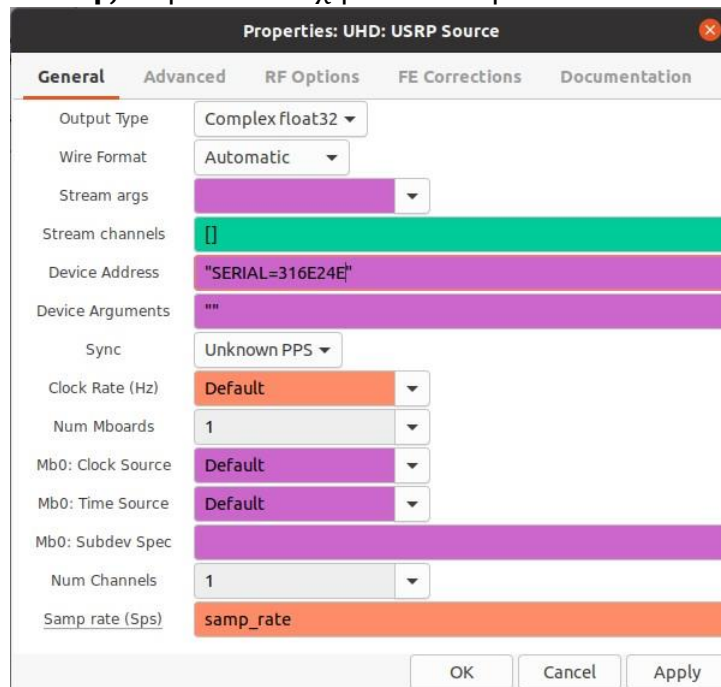 Properties: UHD: USRP Source
General Advanced RF Options FE Corrections Documentation
Output Type Complex float32
Wire Format Automatic
Stream args
Stream channels []
Device Address "SERIAL=316E24E"
Device Arguments ""
Sync Unknown PPS
Clock Rate (Hz) Default
Num Mboards 1
Mb0: Clock Source Default
Mb0: Time Source Default
Mb0: Subdev Spec
Num Channels 1
Samp rate (Sps) samp_rate
OK Cancel Apply